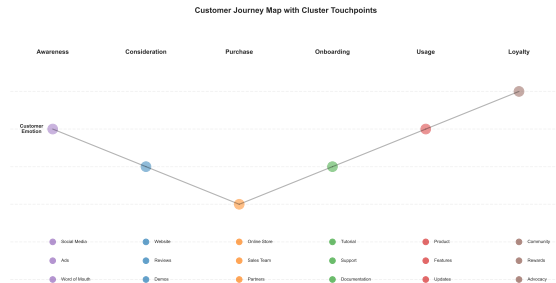 Customer Journey Map with Cluster Touchpoints
Awareness Consideration Purchase Onboarding Usage Loyalty
Customer
Emotion
Social Media Website Online Store Tutorial Product Community
Ads Reviews Sales Team Support Features Rewards
Word of Mouth Demos Partners Documentation Updates Advocacy